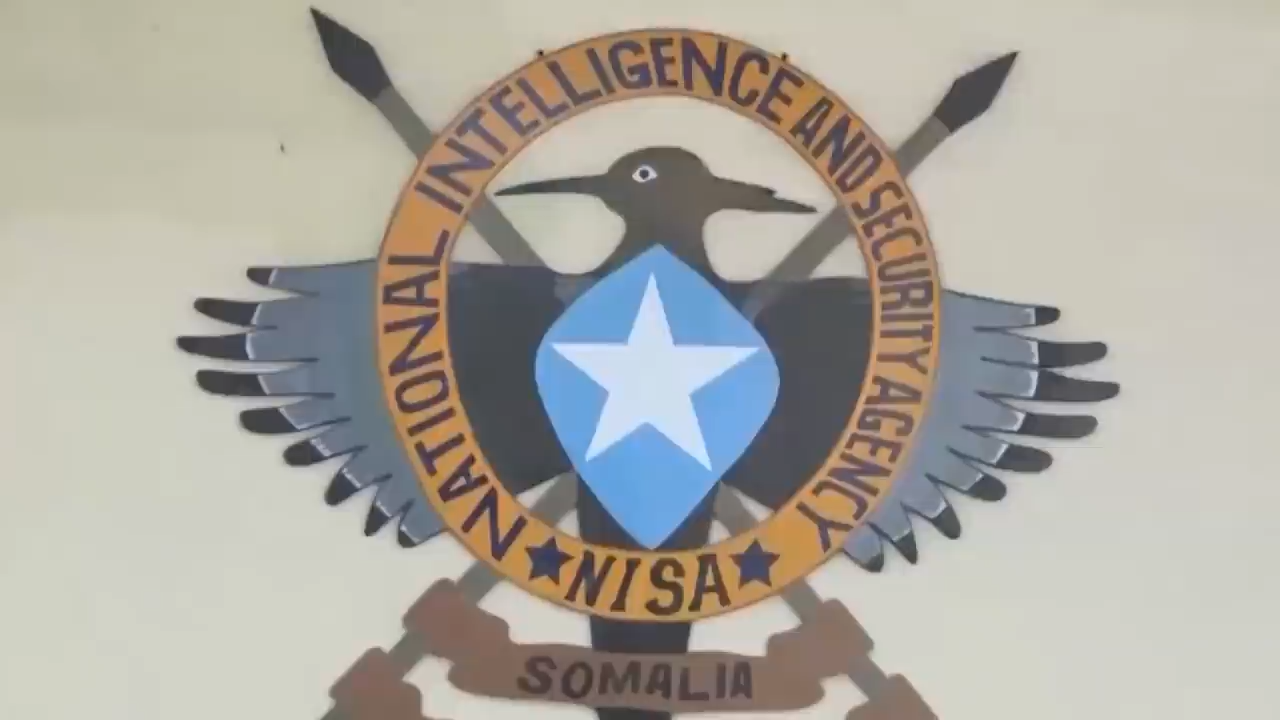 NATIONAL INTELLIGENCE AND SECURITY AGENCY
★NISA★
SOMALIA